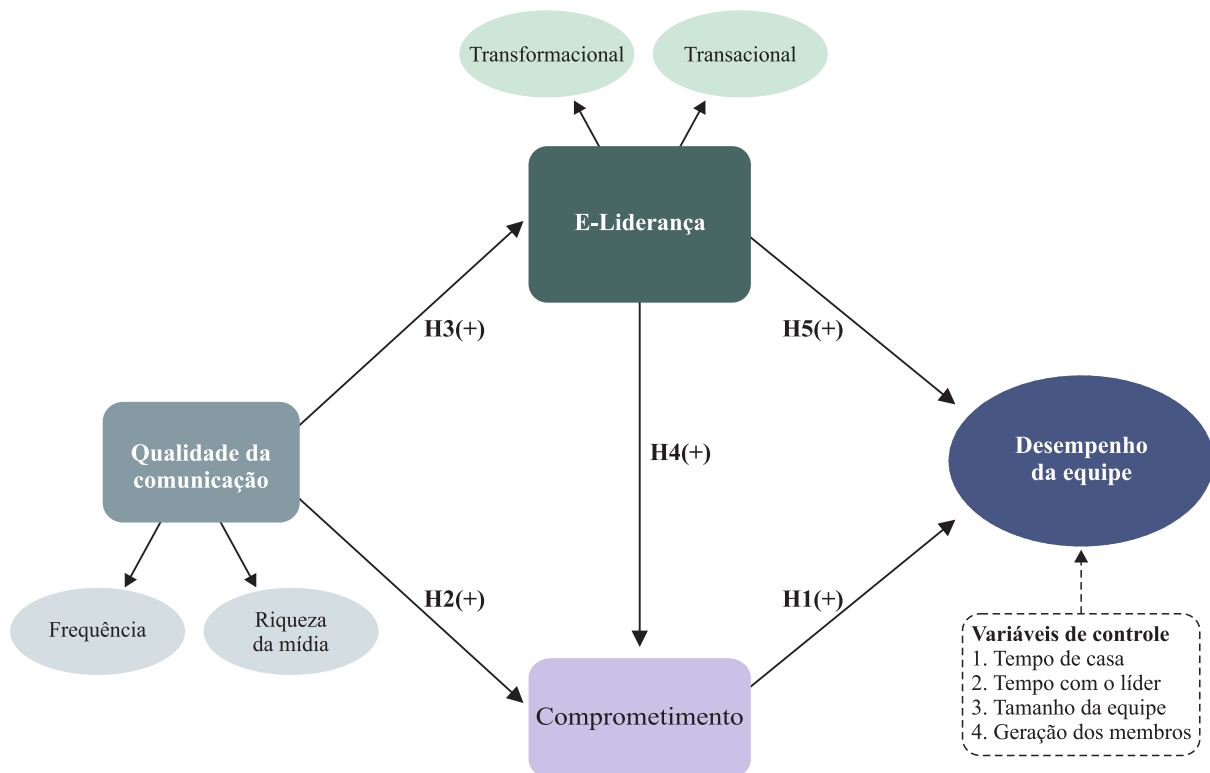 Transformacional
Transacional
E-Liderança
H3(+)
H5(+)
Qualidade da
comunicação
H4(+)
Desempenho
da equipe
Frequência
Riqueza
da mídia
H2(+)
H1(+)
Comprometimento
Variáveis de controle
1. Tempo de casa
2. Tempo com o líder
3. Tamanho da equipe
4. Geração dos membros